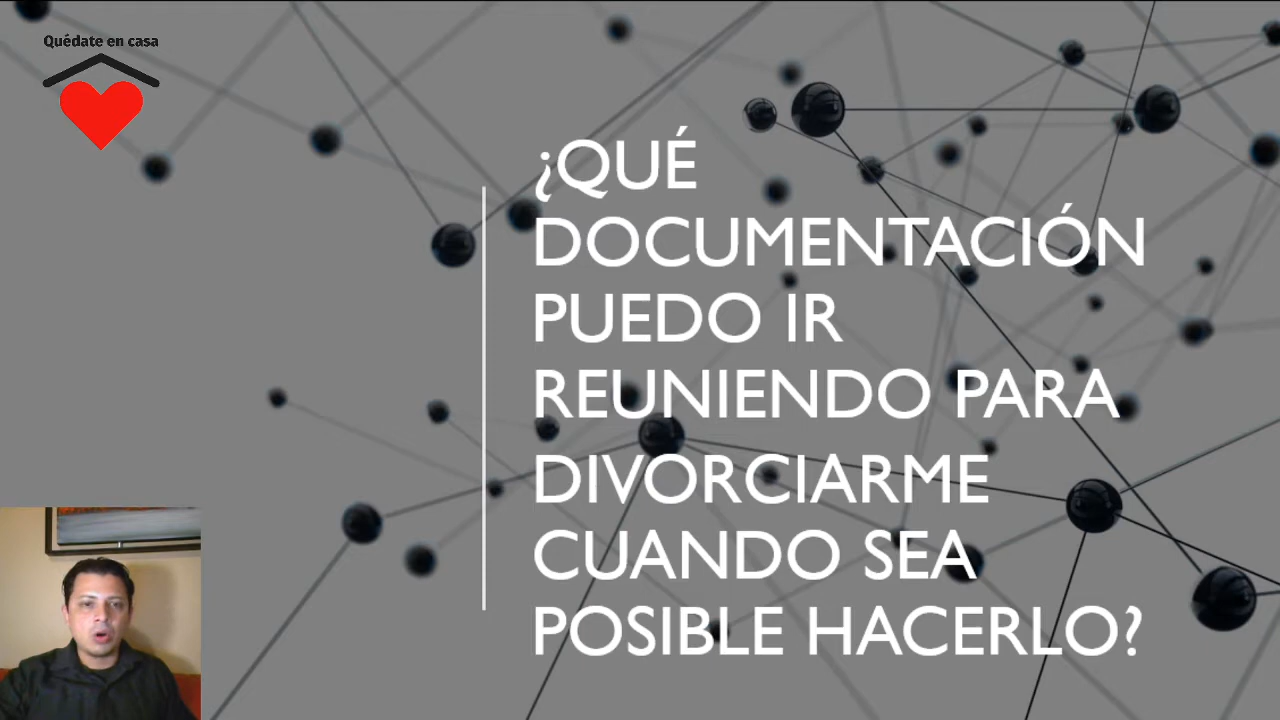 Quédate en casa
¿QUÉ
DOCUMENTACIÓN
PUEDO IR
REUNIENDO PARA
DIVORCIARME
CUANDO SEA
POSIBLE HACERLO?